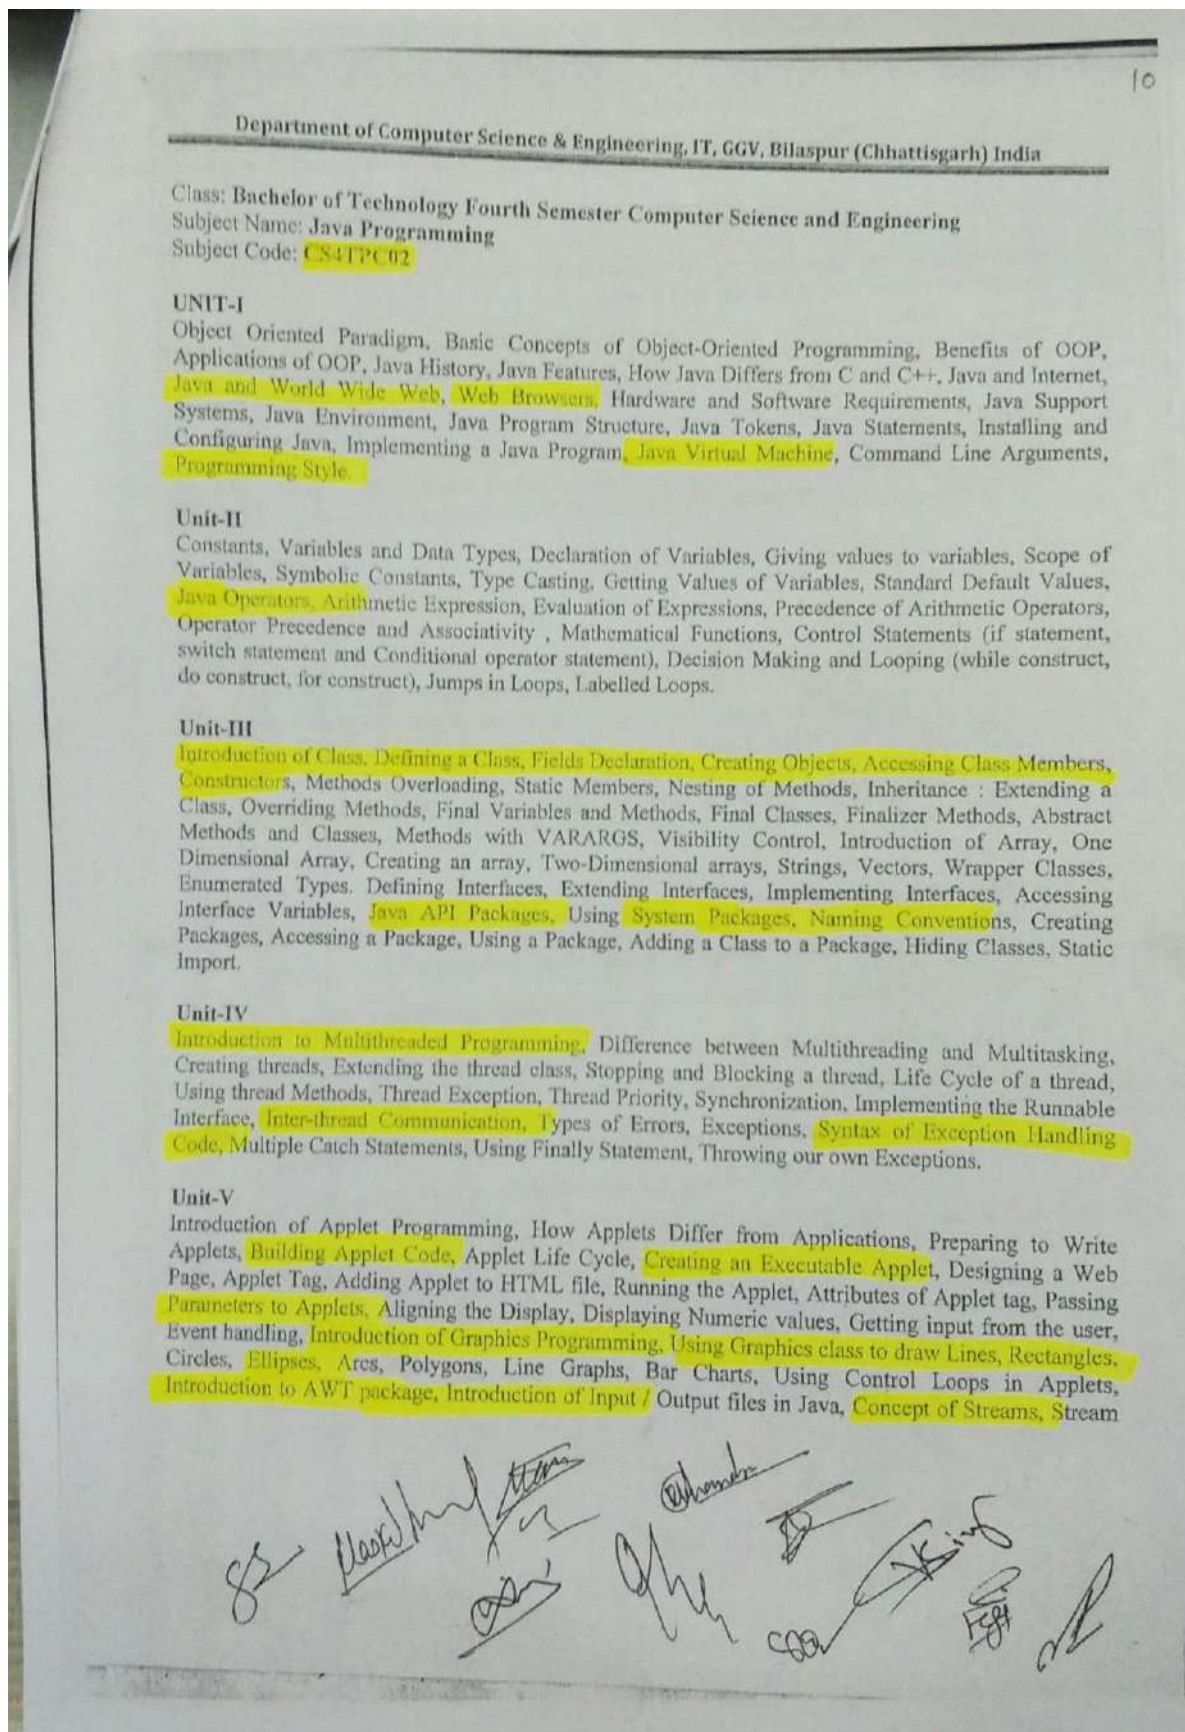 10
Department of Computer Science & Engineering, IT, GGV, Bilaspur (Chhattisgarh) India
Class: Bachelor of Technology Fourth Semester Computer Science and Engineering
Subject Name: Java Programming
Subject Code: CS4TPC02
UNIT-I
Object Oriented Paradigm, Basic Concepts of Object-Oriented Programming, Benefits of OOP,
Applications of OOP, Java History, Java Features, How Java Differs from C and C++, Java and Internet,
Java and World Wide Web, Web Browsers, Hardware and Software Requirements, Java Support
Systems, Java Environment, Java Program Structure, Java Tokens, Java Statements, Installing and
Configuring Java, Implementing a Java Program, Java Virtual Machine, Command Line Arguments,
Programming Style.
Unit-II
Constants, Variables and Data Types, Declaration of Variables, Giving values to variables, Scope of
Variables, Symbolic Constants, Type Casting, Getting Values of Variables, Standard Default Values,
Java Operators, Arithmetic Expression, Evaluation of Expressions, Precedence of Arithmetic Operators,
Operator Precedence and Associativity , Mathematical Functions, Control Statements (if statement,
switch statement and Conditional operator statement), Decision Making and Looping (while construct,
do construct, for construct), Jumps in Loops, Labelled Loops.
Unit-III
Introduction of Class, Defining a Class, Fields Declaration, Creating Objects, Accessing Class Members,
Constructors, Methods Overloading, Static Members, Nesting of Methods, Inheritance : Extending a
Class, Overriding Methods, Final Variables and Methods, Final Classes, Finalizer Methods, Abstract
Methods and Classes, Methods with VARARGS, Visibility Control, Introduction of Array, One
Dimensional Array, Creating an array, Two-Dimensional arrays, Strings, Vectors, Wrapper Classes,
Enumerated Types. Defining Interfaces, Extending Interfaces, Implementing Interfaces, Accessing
Interface Variables, Java API Packages, Using System Packages, Naming Conventions, Creating
Packages, Accessing a Package, Using a Package, Adding a Class to a Package, Hiding Classes, Static
Import.
Unit-IV
Introduction to Multithreaded Programming, Difference between Multithreading and Multitasking,
Creating threads, Extending the thread class, Stopping and Blocking a thread, Life Cycle of a thread,
Using thread Methods, Thread Exception, Thread Priority, Synchronization, Implementing the Runnable
Interface, Inter-thread Communication, Types of Errors, Exceptions, Syntax of Exception Handling
Code, Multiple Catch Statements, Using Finally Statement, Throwing our own Exceptions.
Unit-V
Introduction of Applet Programming, How Applets Differ from Applications, Preparing to Write
Applets, Building Applet Code, Applet Life Cycle, Creating an Executable Applet, Designing a Web
Page, Applet Tag, Adding Applet to HTML file, Running the Applet, Attributes of Applet tag, Passing
Parameters to Applets, Aligning the Display, Displaying Numeric values, Getting input from the user,
Event handling, Introduction of Graphics Programming, Using Graphics class to draw Lines, Rectangles,
Circles, Ellipses, Arcs, Polygons, Line Graphs, Bar Charts, Using Control Loops in Applets,
Introduction to AWT package, Introduction of Input / Output files in Java, Concept of Streams, Stream